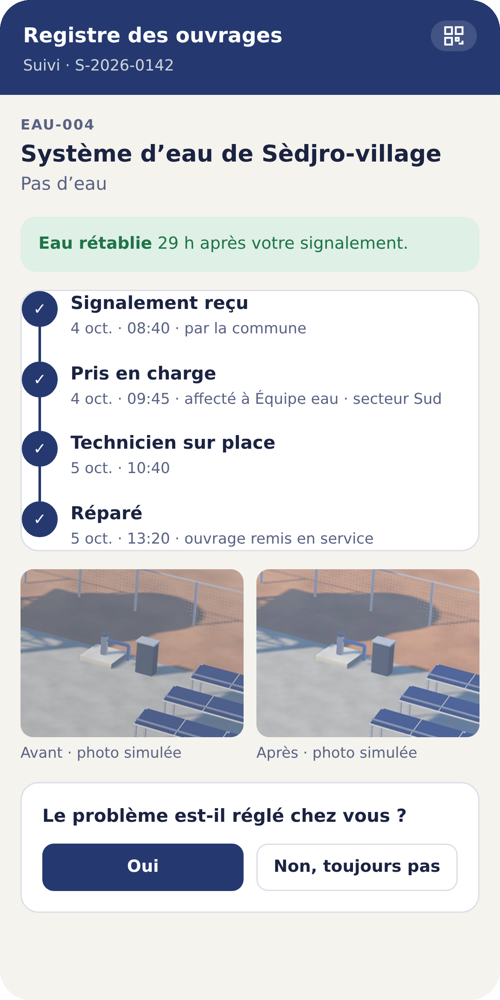 Registre des ouvrages
Suivi · S-2026-0142
EAU-004
Système d’eau de Sèdjro-village
Pas d’eau
Eau rétablie 29 h après votre signalement.
✓ Signalement reçu
4 oct. · 08:40 · par la commune
✓ Pris en charge
4 oct. · 09:45 · affecté à Équipe eau · secteur Sud
✓ Technicien sur place
5 oct. · 10:40
✓ Réparé
5 oct. · 13:20 · ouvrage remis en service
Avant · photo simulée
Après · photo simulée
Le problème est-il réglé chez vous ?
Oui
Non, toujours pas